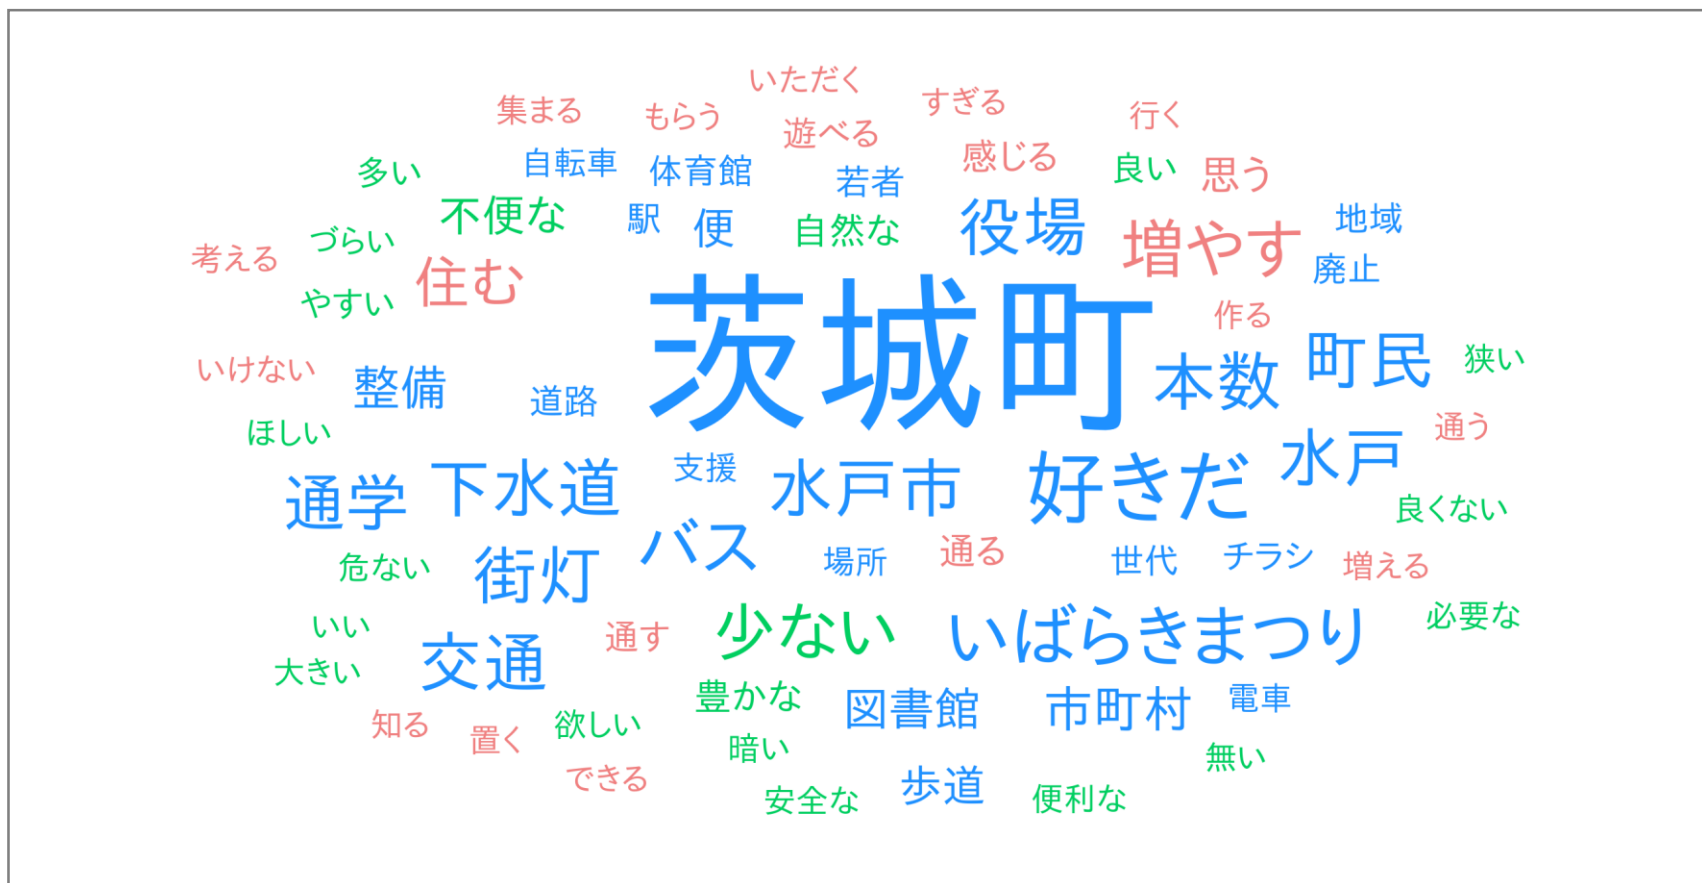 いただく
集まる もらう すぎる 行く
遊べる
多い 自転車 体育館 若者 感じる 良い 思う
不便な 駅 便 自然な 役場 増やす 地域
づらい
考える 住む 廃止
やすい 茨城町 作る
いけない 整備 道路 本数 町民 狭い
ほしい 通う
通学 下水道 支援 水戸市 好きだ 水戸 良くない
危ない 街灯 バス 場所 通る 世代 チラシ 増える
いい 通す 少ない いばらきまつり 必要な
大きい 交通
知る 置く 欲しい 豊かな 図書館 市町村 電車
暗い 無い
できる 安全な 歩道 便利な